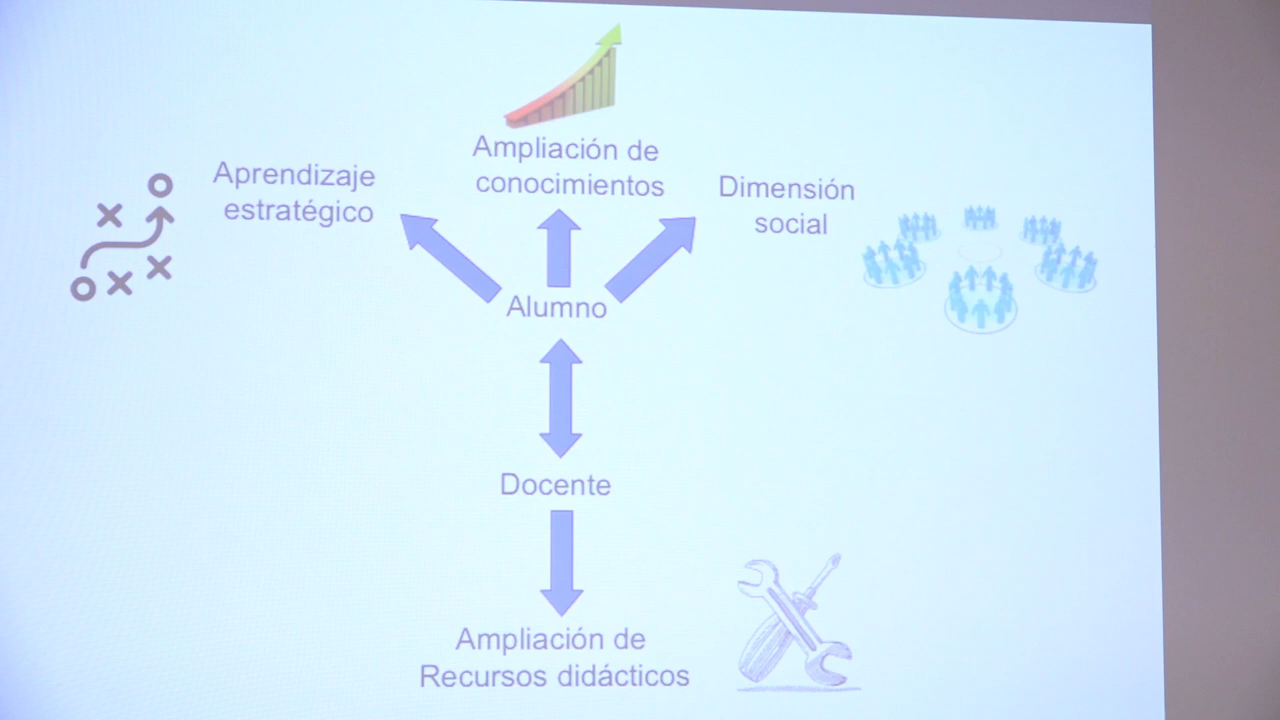 Ampliación de
conocimientos
Aprendizaje
estratégico
Dimensión
social
Alumno
Docente
Ampliación de
Recursos didácticos